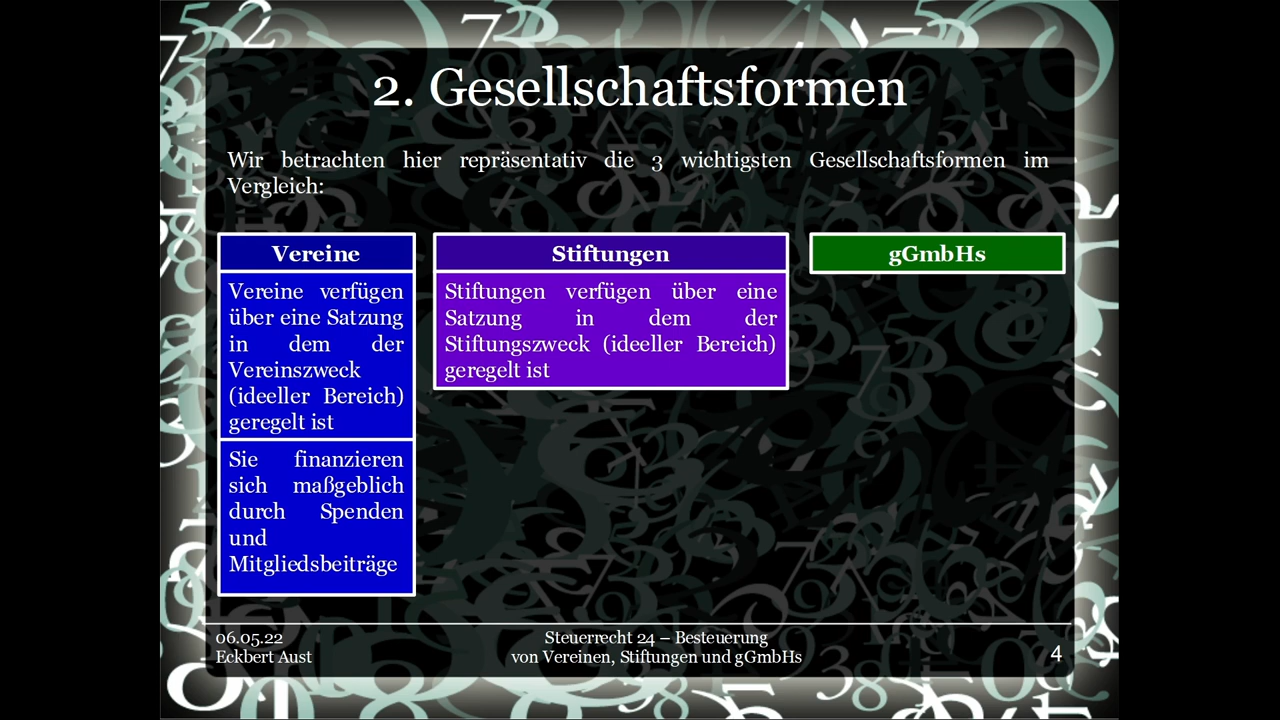 2. Gesellschaftsformen
Wir betrachten hier repräsentativ die 3 wichtigsten Gesellschaftsformen im
Vergleich:
Vereine
Vereine verfügen
über eine Satzung
in dem der
Vereinszweck
(ideeller Bereich)
geregelt ist
Sie finanzieren
sich maßgeblich
durch Spenden
und
Mitgliedsbeiträge
Stiftungen
Stiftungen verfügen über eine
Satzung in dem der
Stiftungszweck (ideeller Bereich)
geregelt ist
gGmbHs
06.05.22
Eckbert Aust
Steuerrecht 24 – Besteuerung
von Vereinen, Stiftungen und gGmbHs
4